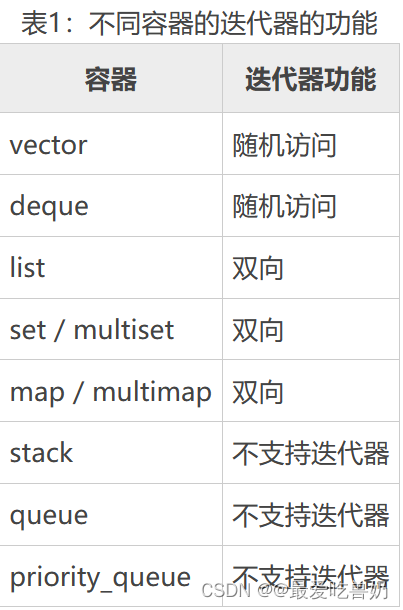 表1：不同容器的迭代器的功能
容器 迭代器功能
vector 随机访问
deque 随机访问
list 双向
set / multiset 双向
map / multimap 双向
stack 不支持迭代器
queue 不支持迭代器
priority_queue 不支持迭代器
CSDN @@最爱吃兽奶